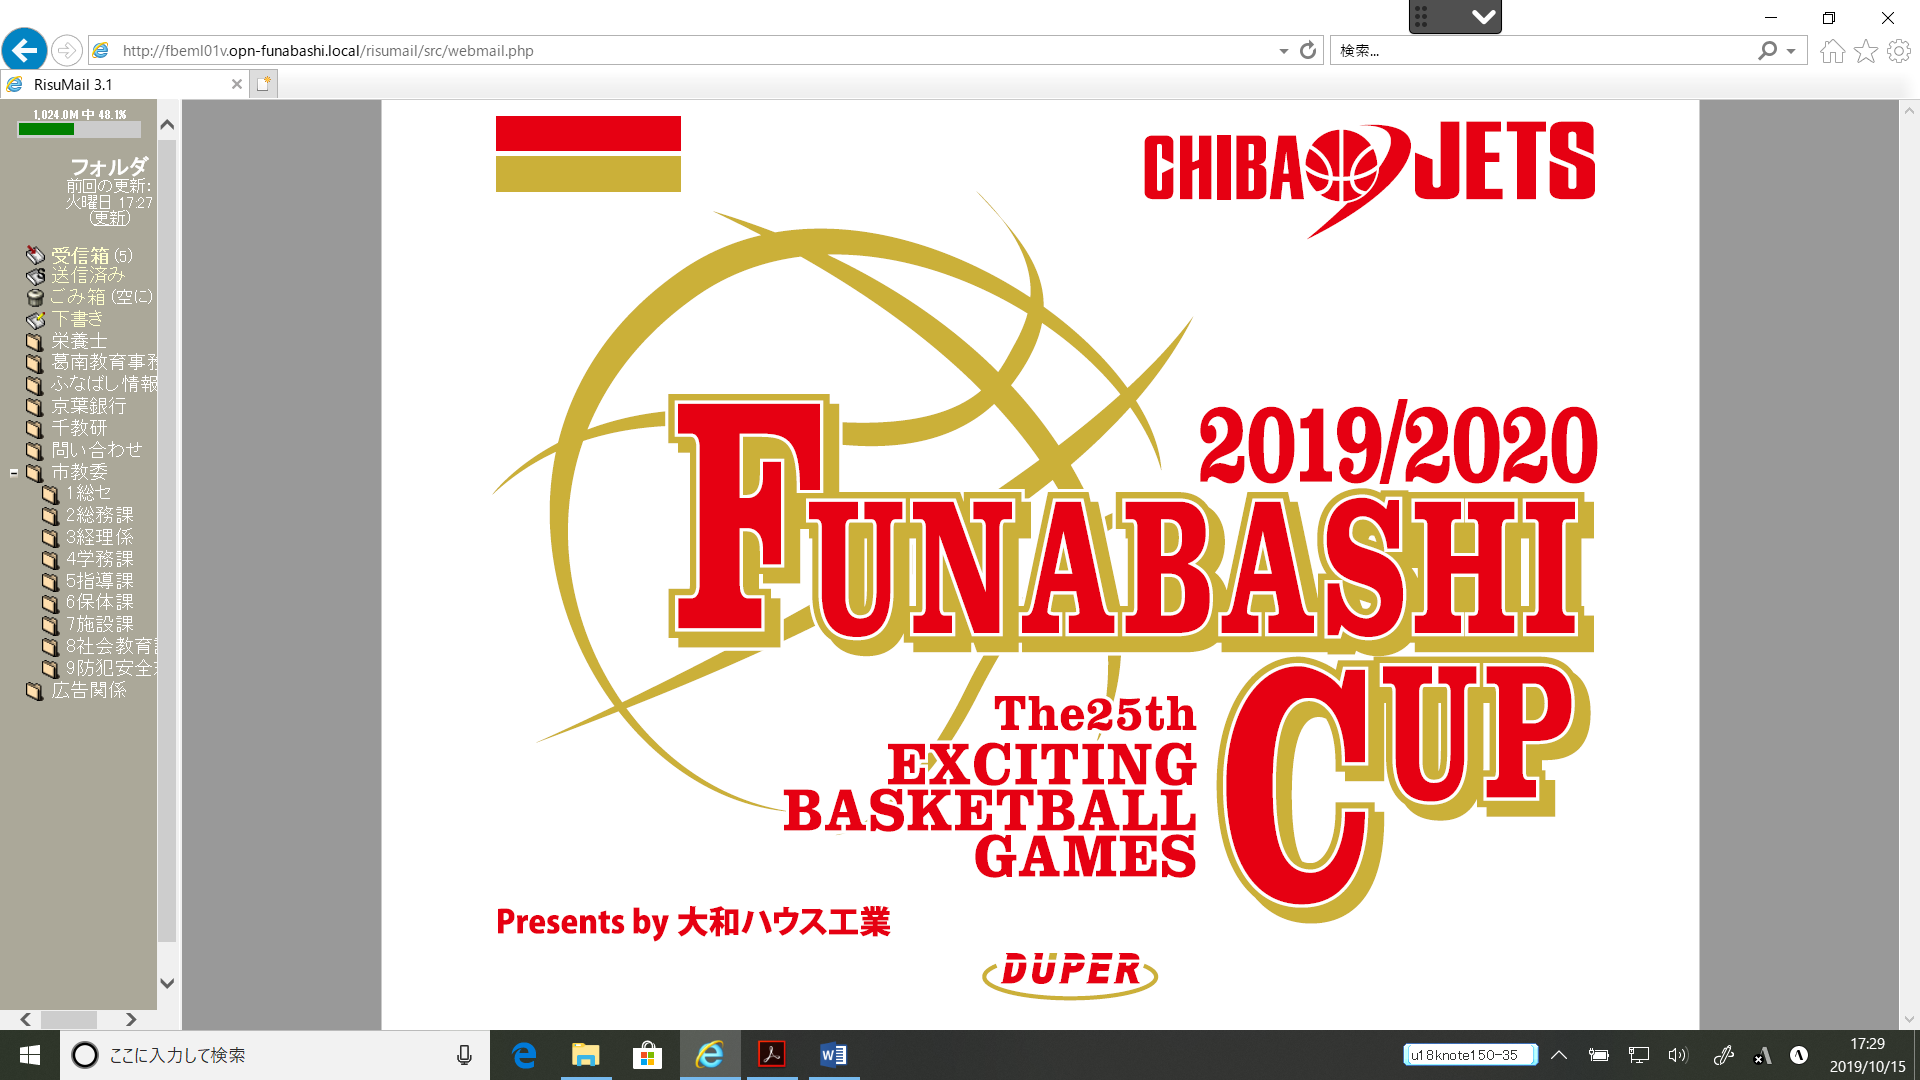 http://fbeml01v.opn-funabashi.local/risumail/src/webmail.php
検索...
RisuMail 3.1
1,024.0M 中 48.1%
フォルダ
前回の更新:
火曜日 17:27
(更新)
受信箱 (5)
送信済み
ごみ箱 (空に)
下書き
栄養士
葛南教育事務
ふなばし情報
京葉銀行
千教研
問い合わせ
市教委
1総セ
2総務課
3経理係
4学務課
5指導課
6保体課
7施設課
8社会教育
9防犯安全
広告関係
CHIBA JETS
2019/2020
FUNABASHI
CUP
The25th
EXCITING
BASKETBALL
GAMES
Presents by 大和ハウス工業
DUPER
ここに入力して検索
u18knote150-35
17:29
2019/10/15